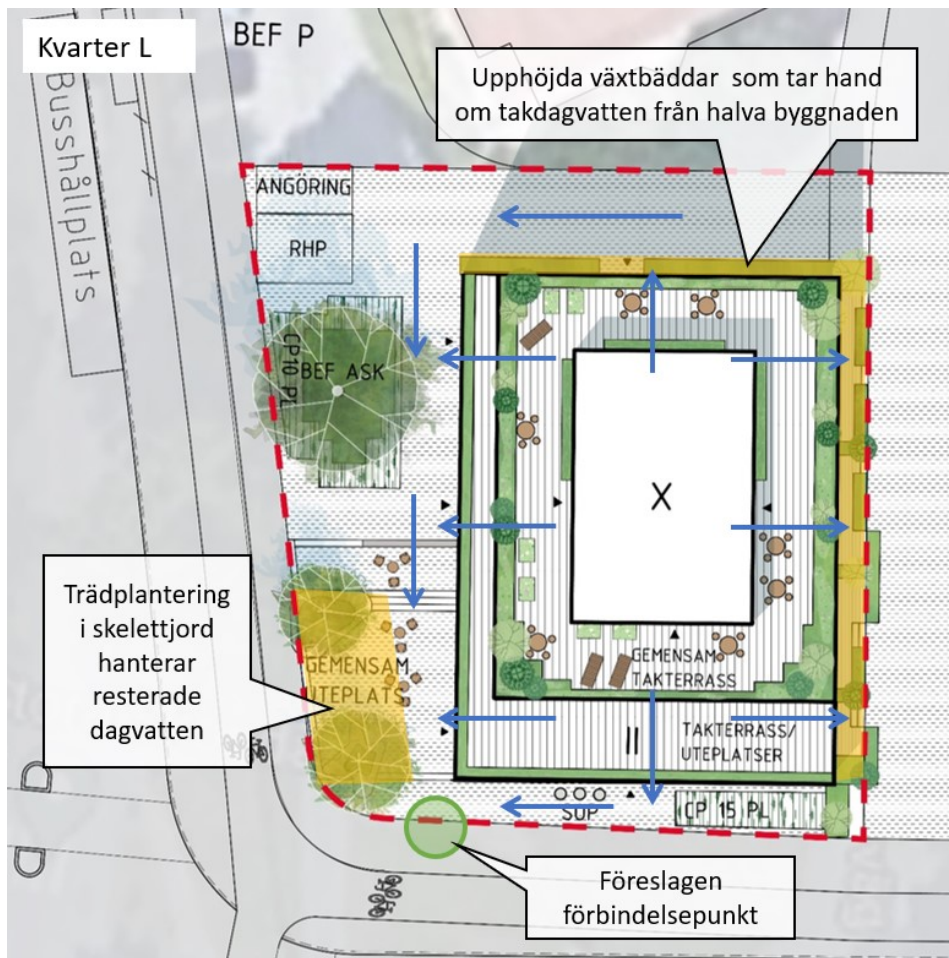 Kvarter L
BEF P
Upphöjda växtbäddar som tar hand
om takdagvatten från halva byggnaden
Busshållplats
ANGÖRING
RHP
CP10 PL
BEF ASK
X
Trädplantering
i skelettjord
hanterar
resterade
dagvatten
GEMENSAM
UTEPLATS
GEMENSAM
TAKTERRASS
II
TAKTERRASS/
UTEPLATSER
SOP
CP 15 PL
Föreslagen
förbindelsepunkt